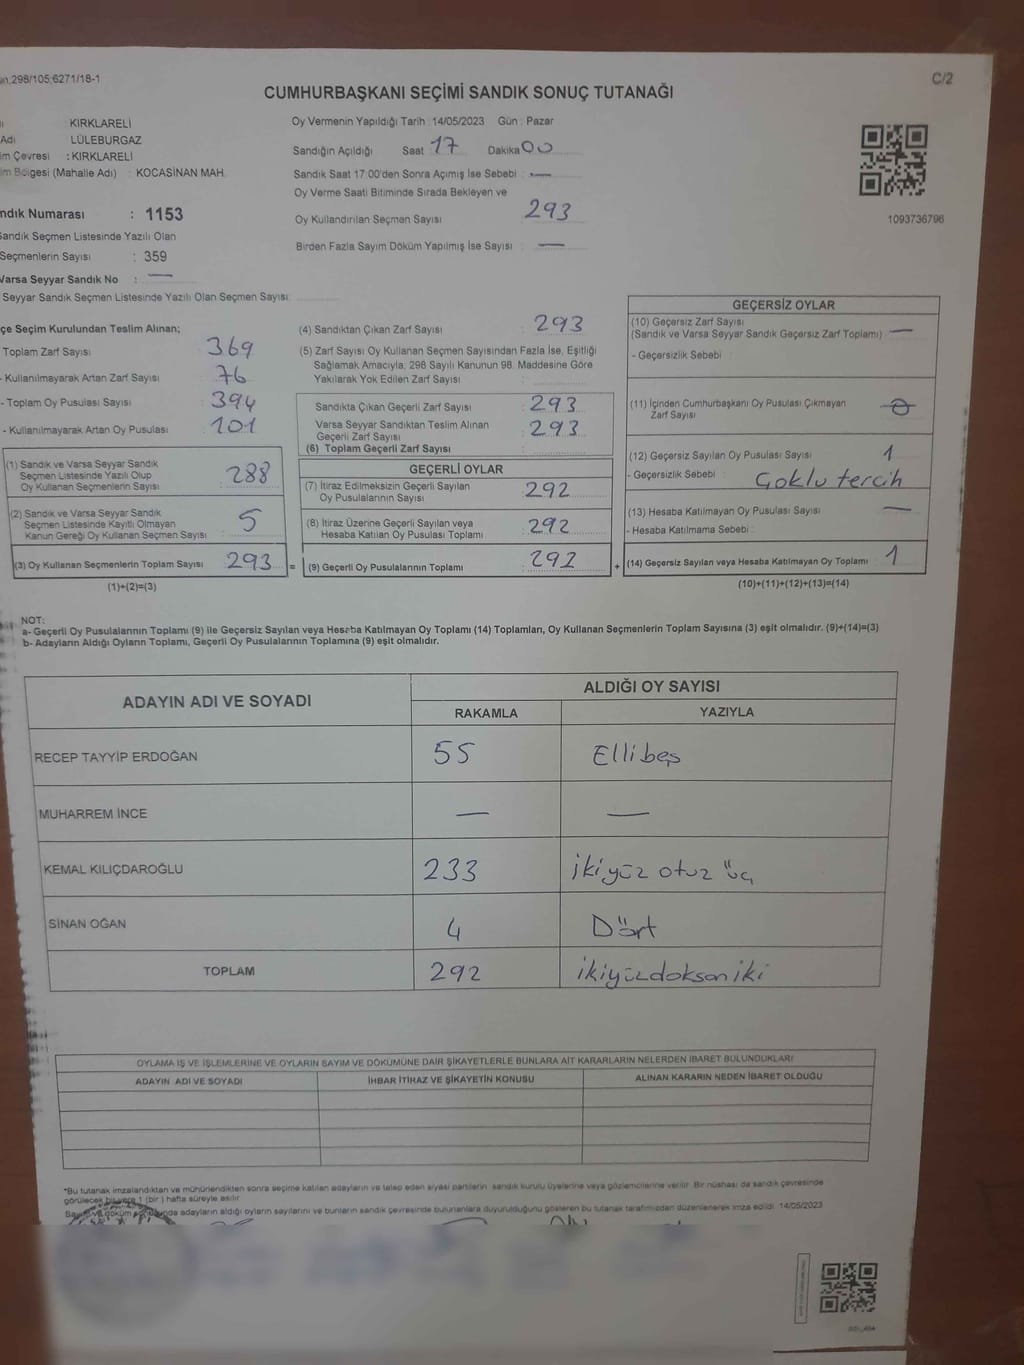 298/105;6271/18-1
C/2
CUMHURBAŞKANI SEÇİMİ SANDIK SONUÇ TUTANAĞI
KIRKLARELİ
Adı : LÜLEBURGAZ
Çevresi : KIRKLARELİ
Bölgesi (Mahalle Adı) : KOCASİNAN MAH.
Numarası : 1153
Sandık Seçmen Listesinde Yazılı Olan
Seçmenlerin Sayısı : 359
Varsa Seyyar Sandık No : —
Seyyar Sandık Seçmen Listesinde Yazılı Olan Seçmen Sayısı:
Oy Vermenin Yapıldığı Tarih : 14/05/2023 Gün : Pazar
Sandığın Açıldığı Saat 17 Dakika 00
Sandık Saat 17:00'den Sonra Açımış İse Sebebi : —
Oy Verme Saati Bitiminde Sırada Bekleyen ve
Oy Kullandırılan Seçmen Sayısı 293
Birden Fazla Sayım Döküm Yapılmış İse Sayısı : —
1093736796
Seçim Kurulundan Teslim Alınan;
Toplam Zarf Sayısı : 369
- Kullanılmayarak Artan Zarf Sayısı : 76
- Toplam Oy Pusulası Sayısı : 394
- Kullanılmayarak Artan Oy Pusulası : 101
(1) Sandık ve Varsa Seyyar Sandık
Seçmen Listesinde Yazılı Olup
Oy Kullanan Seçmenlerin Sayısı : 288
(2) Sandık ve Varsa Seyyar Sandık
Seçmen Listesinde Kayıtlı Olmayan
Kanun Gereği Oy Kullanan Seçmen Sayısı : 5
(3) Oy Kullanan Seçmenlerin Toplam Sayısı : 293 =
(1)+(2)=(3)
(4) Sandıktan Çıkan Zarf Sayısı : 293
(5) Zarf Sayısı Oy Kullanan Seçmen Sayısından Fazla İse, Eşitliği
Sağlamak Amacıyla, 298 Sayılı Kanunun 98. Maddesine Göre
Yakılarak Yok Edilen Zarf Sayısı :
Sandıkta Çıkan Geçerli Zarf Sayısı : 293
Varsa Seyyar Sandıktan Teslim Alınan
Geçerli Zarf Sayısı : 293
(6) Toplam Geçerli Zarf Sayısı :
GEÇERLİ OYLAR
(7) İtiraz Edilmeksizin Geçerli Sayılan
Oy Pusulalarının Sayısı : 292
(8) İtiraz Üzerine Geçerli Sayılan veya
Hesaba Katılan Oy Pusulası Toplamı : 292
(9) Geçerli Oy Pusulalarının Toplamı : 292 +
GEÇERSİZ OYLAR
(10) Geçersiz Zarf Sayısı
(Sandık ve Varsa Seyyar Sandık Geçersiz Zarf Toplamı) : —
- Geçersizlik Sebebi :
(11) İçinden Cumhurbaşkanı Oy Pusulası Çıkmayan
Zarf Sayısı : 0
(12) Geçersiz Sayılan Oy Pusulası Sayısı : 1
- Geçersizlik Sebebi : Çoklu tercih
(13) Hesaba Katılmayan Oy Pusulası Sayısı : —
- Hesaba Katılmama Sebebi :
(14) Geçersiz Sayılan veya Hesaba Katılmayan Oy Toplamı : 1
(10)+(11)+(12)+(13)=(14)
NOT:
a- Geçerli Oy Pusulalarının Toplamı (9) ile Geçersiz Sayılan veya Hesaba Katılmayan Oy Toplamı (14) Toplamları, Oy Kullanan Seçmenlerin Toplam Sayısına (3) eşit olmalıdır. (9)+(14)=(3)
b- Adayların Aldığı Oyların Toplamı, Geçerli Oy Pusulalarının Toplamına (9) eşit olmalıdır.
ADAYIN ADI VE SOYADI
ALDIĞI OY SAYISI
RAKAMLA YAZIYLA
RECEP TAYYİP ERDOĞAN 55 Ellibeş
MUHARREM İNCE — —
KEMAL KILIÇDAROĞLU 233 ikiyüz otuz üç
SİNAN OĞAN 4 Dört
TOPLAM 292 ikiyüzdoksaniki
OYLAMA İŞ VE İŞLEMLERİNE VE OYLARIN SAYIM VE DÖKÜMÜNE DAİR ŞİKAYETLERLE BUNLARA AİT KARARLARIN NELERDEN İBARET BULUNDUKLARI
ADAYIN ADI VE SOYADI İHBAR İTİRAZ VE ŞİKAYETİN KONUSU ALINAN KARARIN NEDEN İBARET OLDUĞU
*Bu tutanak imzalandıktan ve mühürlendikten sonra seçime katılan adayların ve talep eden siyasi partilerin sandık kurulu üyelerine veya gözlemcilerine verilir. Bir nüshası da sandık çevresinde
görülecek bir yere 1 (bir) hafta süreyle asılır.
adayların aldığı oyların sayılarını ve bunların sandık çevresinde bulunanlara duyurulduğunu gösteren bu tutanak tarafımızdan düzenlenerek imza edildi. 14/05/2023